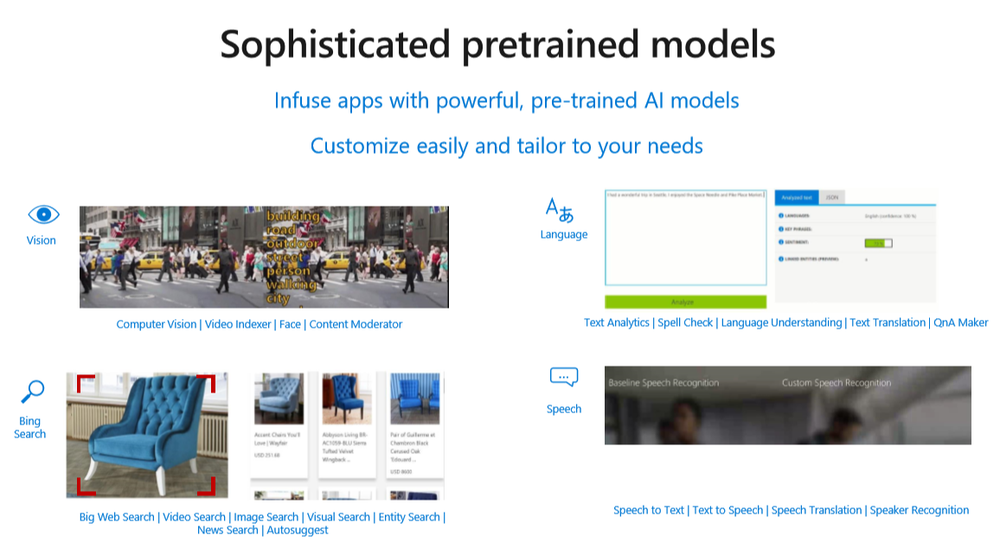 Sophisticated pretrained models
Infuse apps with powerful, pre-trained AI models
Customize easily and tailor to your needs
Vision
building
road
outdoor
street
person
walking
city
Computer Vision | Video Indexer | Face | Content Moderator
Aあ
Language
I had a wonderful trip to Seattle. I enjoyed the Space Needle and Pike Place Market.
Analyze
Analyzed text
JSON
LANGUAGES:
English (confidence: 100 %)
KEY PHRASES:
SENTIMENT:
LINKED ENTITIES (PREVIEW):
Text Analytics | Spell Check | Language Understanding | Text Translation | QnA Maker
Bing
Search
Accent Chairs You'll
Love | Wayfair
USD 251.68
Abbyson Living BR-
AC1059-BLU Sierra
Tufted Velvet
Wingback ...
Pair of Guillerme et
Chambron Black
Cerused Oak
'Edouard ...
USD 8600
Big Web Search | Video Search | Image Search | Visual Search | Entity Search |
News Search | Autosuggest
Speech
Baseline Speech Recognition
Custom Speech Recognition
Speech to Text | Text to Speech | Speech Translation | Speaker Recognition